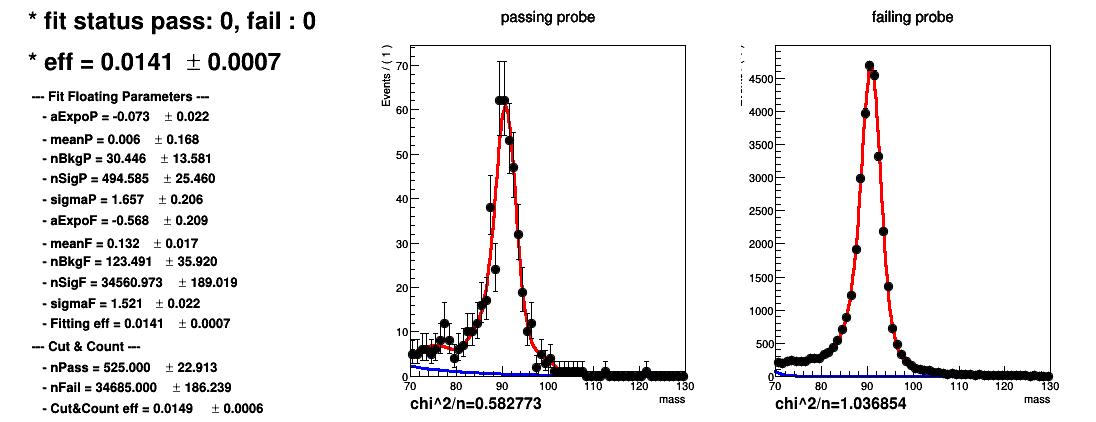 * fit status pass: 0, fail : 0
* eff = 0.0141 ± 0.0007
--- Fit Floating Parameters ---
- aExpoP = -0.073 ± 0.022
- meanP = 0.006 ± 0.168
- nBkgP = 30.446 ± 13.581
- nSigP = 494.585 ± 25.460
- sigmaP = 1.657 ± 0.206
- aExpoF = -0.568 ± 0.209
- meanF = 0.132 ± 0.017
- nBkgF = 123.491 ± 35.920
- nSigF = 34560.973 ± 189.019
- sigmaF = 1.521 ± 0.022
- Fitting eff = 0.0141 ± 0.0007
--- Cut & Count ---
- nPass = 525.000 ± 22.913
- nFail = 34685.000 ± 186.239
- Cut&Count eff = 0.0149 ± 0.0006
passing probe
Events / ( 1 )
70
60
50
40
30
20
10
0
70 80 90 100 110 120 130
mass
chi^2/n=0.582773
failing probe
4500
4000
3500
3000
2500
2000
1500
1000
500
0
70 80 90 100 110 120 130
mass
chi^2/n=1.036854